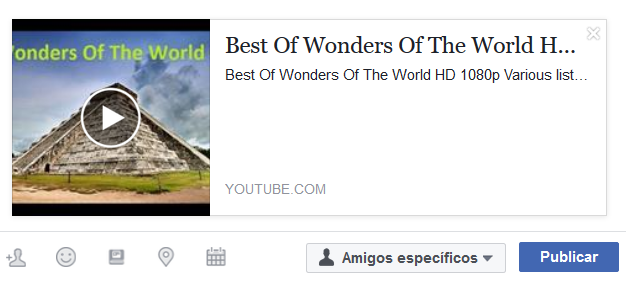 onders Of The World
Best Of Wonders Of The World H...
Best Of Wonders Of The World HD 1080p Various list...
YOUTUBE.COM
Amigos específicos
Publicar